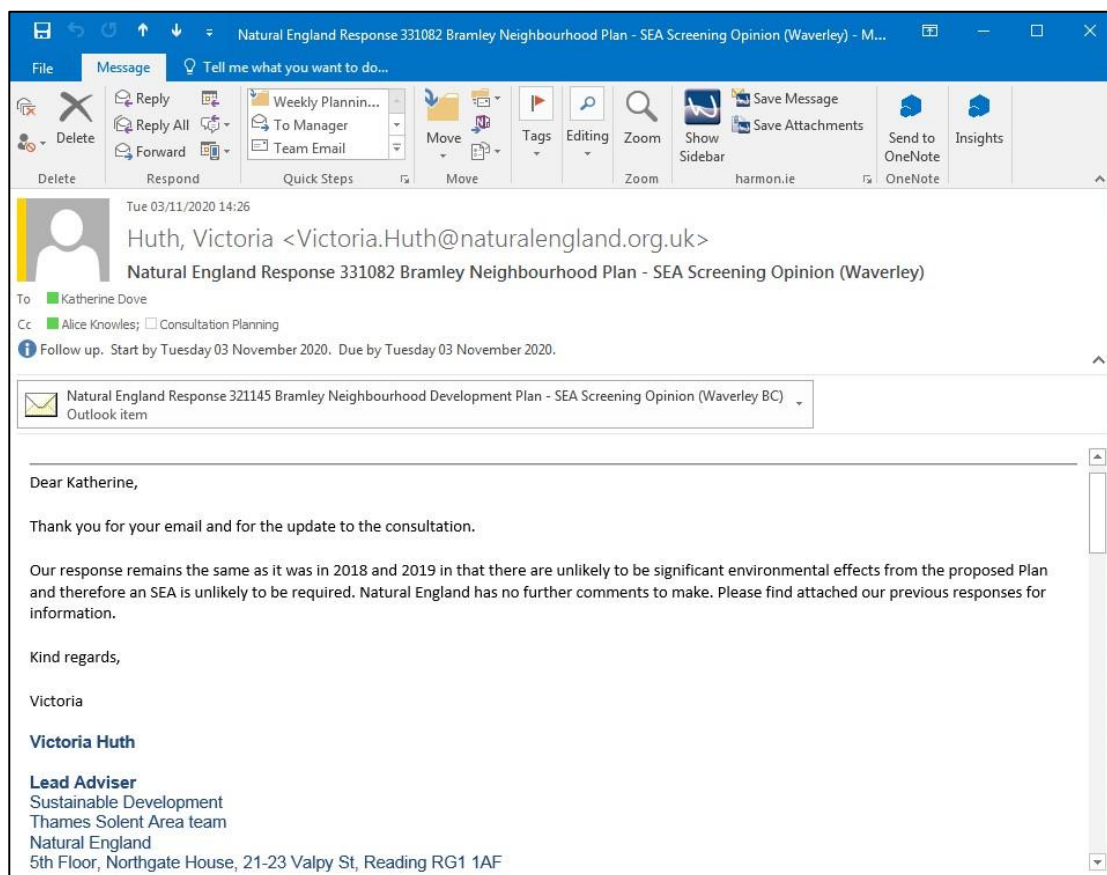 Natural England Response 331082 Bramley Neighbourhood Plan - SEA Screening Opinion (Waverley) - M...
File Message Tell me what you want to do...
Delete
Reply
Reply All
Forward
Weekly Plannin...
To Manager
Team Email
Move
Tags
Editing
Zoom
Show
Sidebar
Save Message
Save Attachments
Send to
OneNote
Insights
Delete Respond Quick Steps Move Zoom harmon.ie OneNote
Tue 03/11/2020 14:26
Huth, Victoria <Victoria.Huth@naturalengland.org.uk>
Natural England Response 331082 Bramley Neighbourhood Plan - SEA Screening Opinion (Waverley)
To Katherine Dove
Cc Alice Knowles; Consultation Planning
Follow up. Start by Tuesday 03 November 2020. Due by Tuesday 03 November 2020.
Natural England Response 321145 Bramley Neighbourhood Development Plan - SEA Screening Opinion (Waverley BC)
Outlook item
Dear Katherine,
Thank you for your email and for the update to the consultation.
Our response remains the same as it was in 2018 and 2019 in that there are unlikely to be significant environmental effects from the proposed Plan
and therefore an SEA is unlikely to be required. Natural England has no further comments to make. Please find attached our previous responses for
information.
Kind regards,
Victoria
Victoria Huth
Lead Adviser
Sustainable Development
Thames Solent Area team
Natural England
5th Floor, Northgate House, 21-23 Valpy St, Reading RG1 1AF